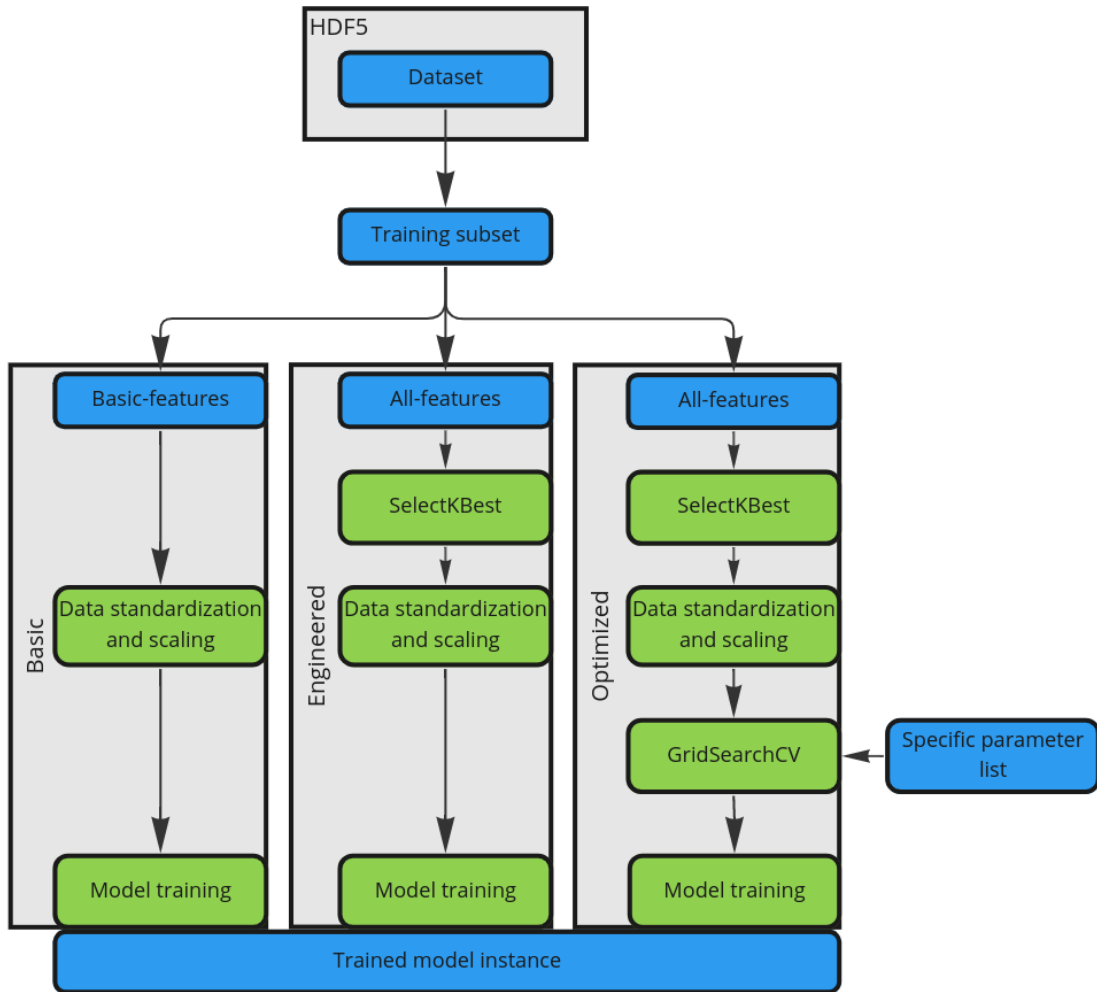 HDF5
Dataset
Training subset
Basic
Basic-features
Data standardization
and scaling
Model training
Engineered
All-features
SelectKBest
Data standardization
and scaling
Model training
Optimized
All-features
SelectKBest
Data standardization
and scaling
GridSearchCV
Model training
Specific parameter
list
Trained model instance